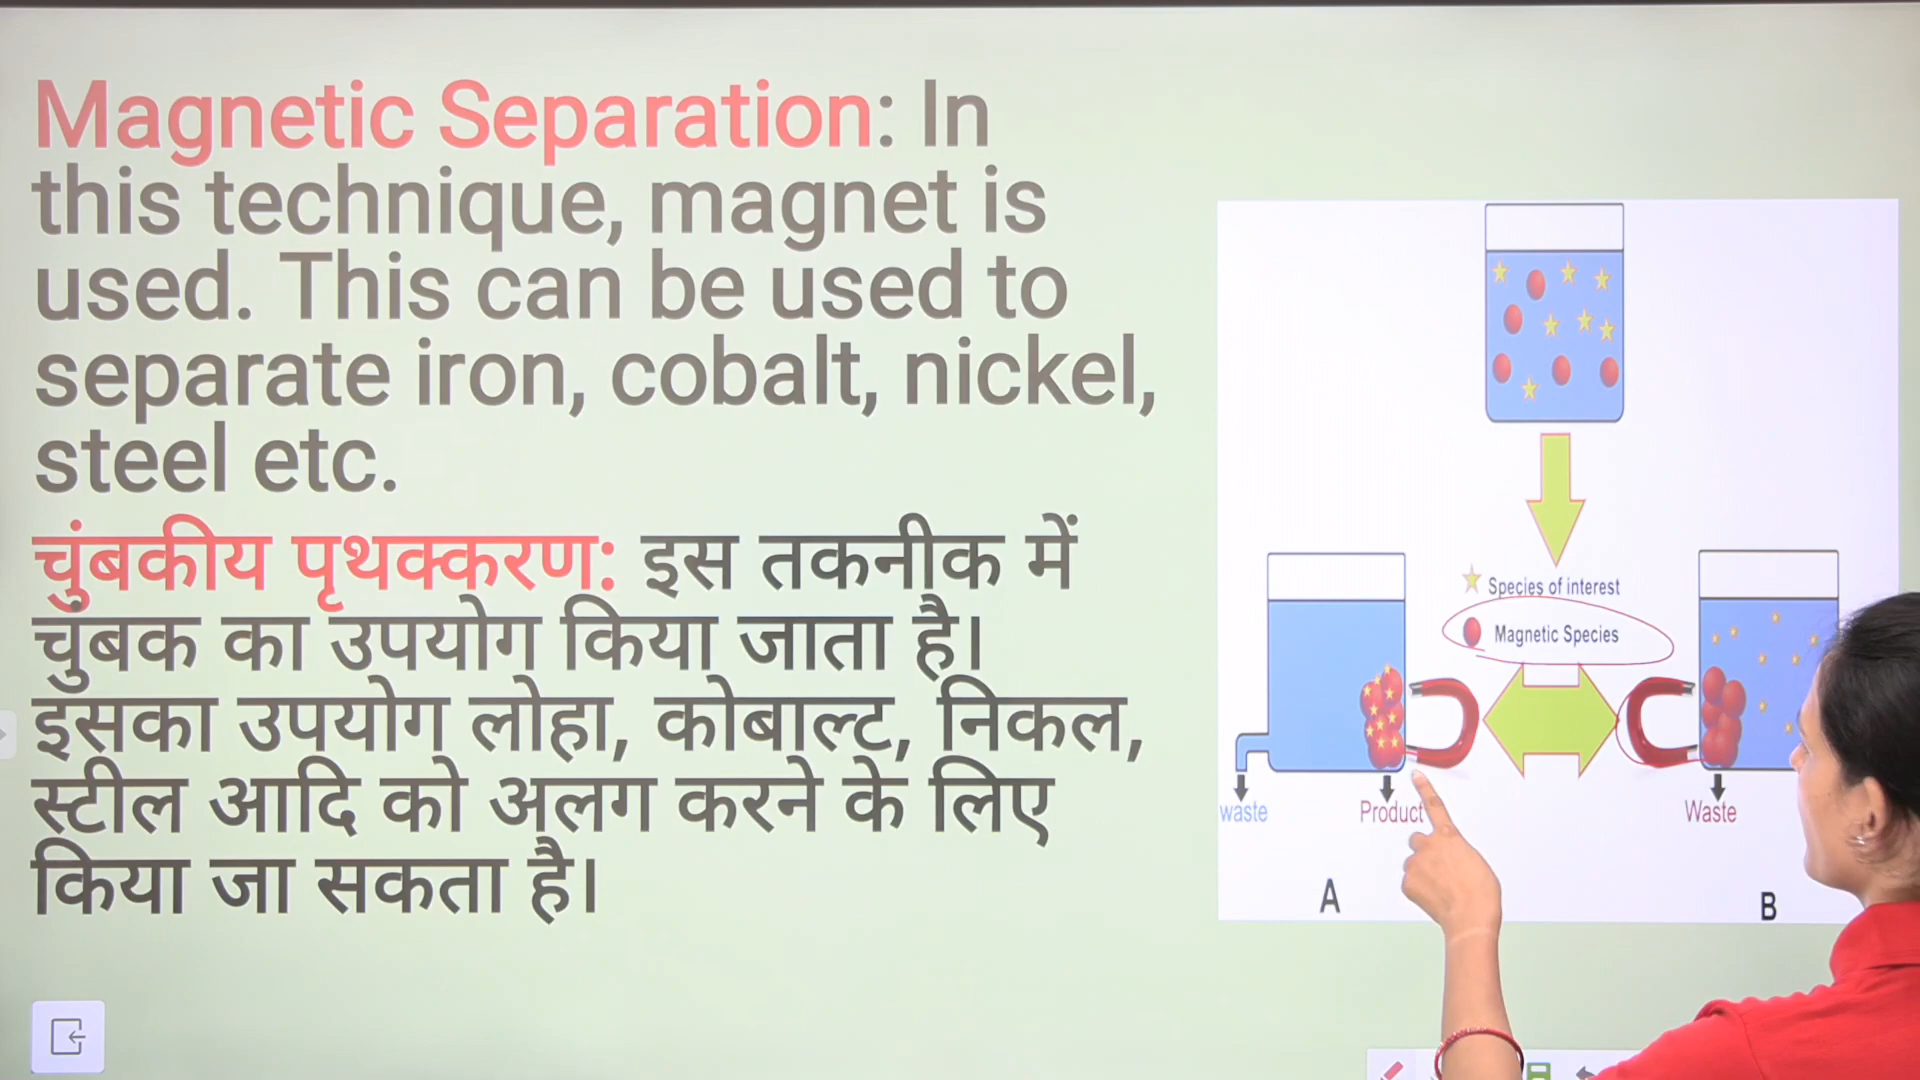 Magnetic Separation: In
this technique, magnet is
used. This can be used to
separate iron, cobalt, nickel,
steel etc.
चुंबकीय पृथक्करण: इस तकनीक में
चुंबक का उपयोग किया जाता है।
इसका उपयोग लोहा, कोबाल्ट, निकल,
स्टील आदि को अलग करने के लिए
किया जा सकता है।
Species of interest
Magnetic Species
waste
Product
Waste
A
B